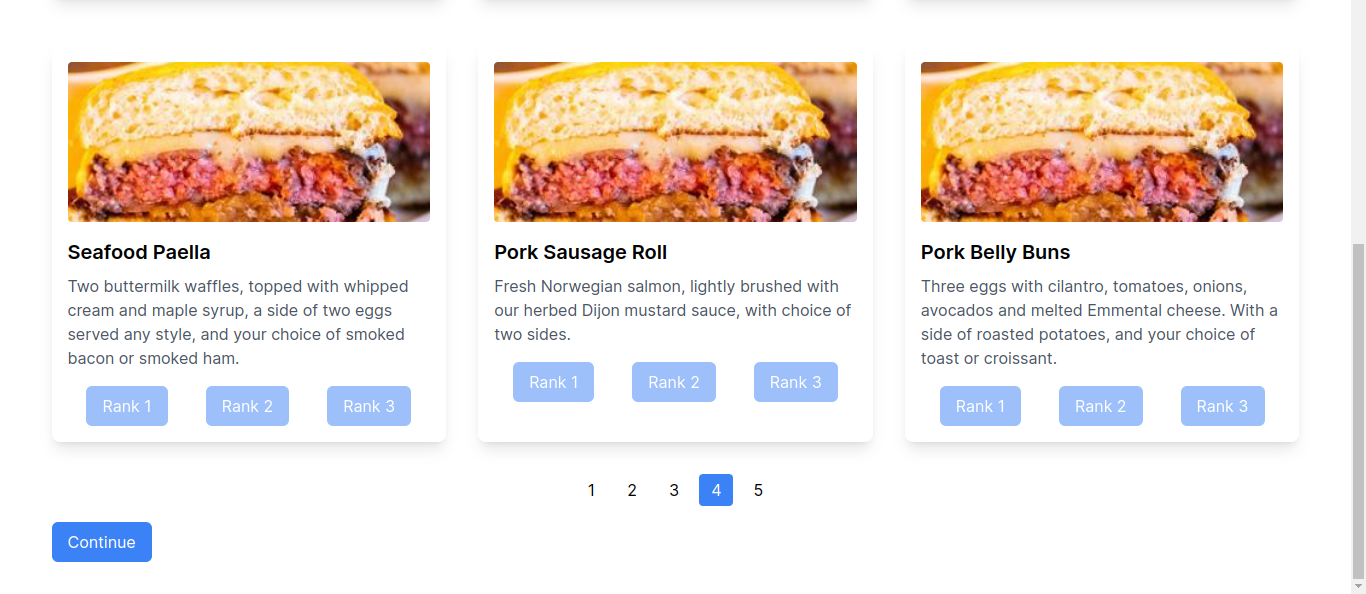 Seafood Paella
Two buttermilk waffles, topped with whipped
cream and maple syrup, a side of two eggs
served any style, and your choice of smoked
bacon or smoked ham.
Rank 1 Rank 2 Rank 3
Pork Sausage Roll
Fresh Norwegian salmon, lightly brushed with
our herbed Dijon mustard sauce, with choice of
two sides.
Rank 1 Rank 2 Rank 3
Pork Belly Buns
Three eggs with cilantro, tomatoes, onions,
avocados and melted Emmental cheese. With a
side of roasted potatoes, and your choice of
toast or croissant.
Rank 1 Rank 2 Rank 3
1 2 3 4 5
Continue